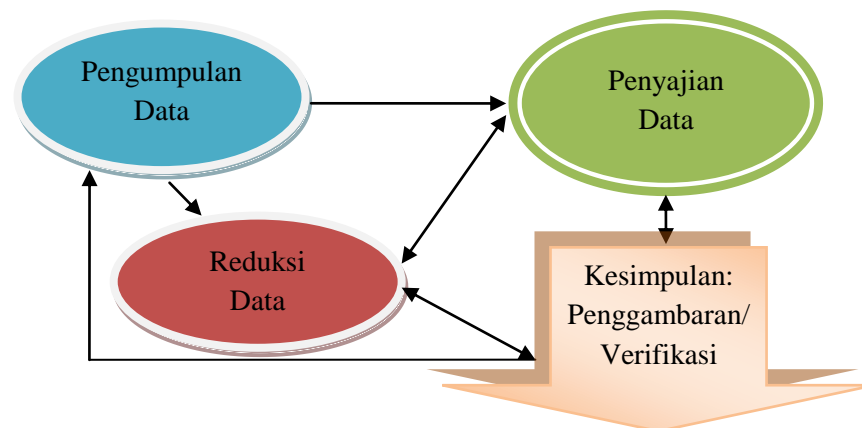 Pengumpulan
Data
Penyajian
Data
Reduksi
Data
Kesimpulan:
Penggambaran/
Verifikasi